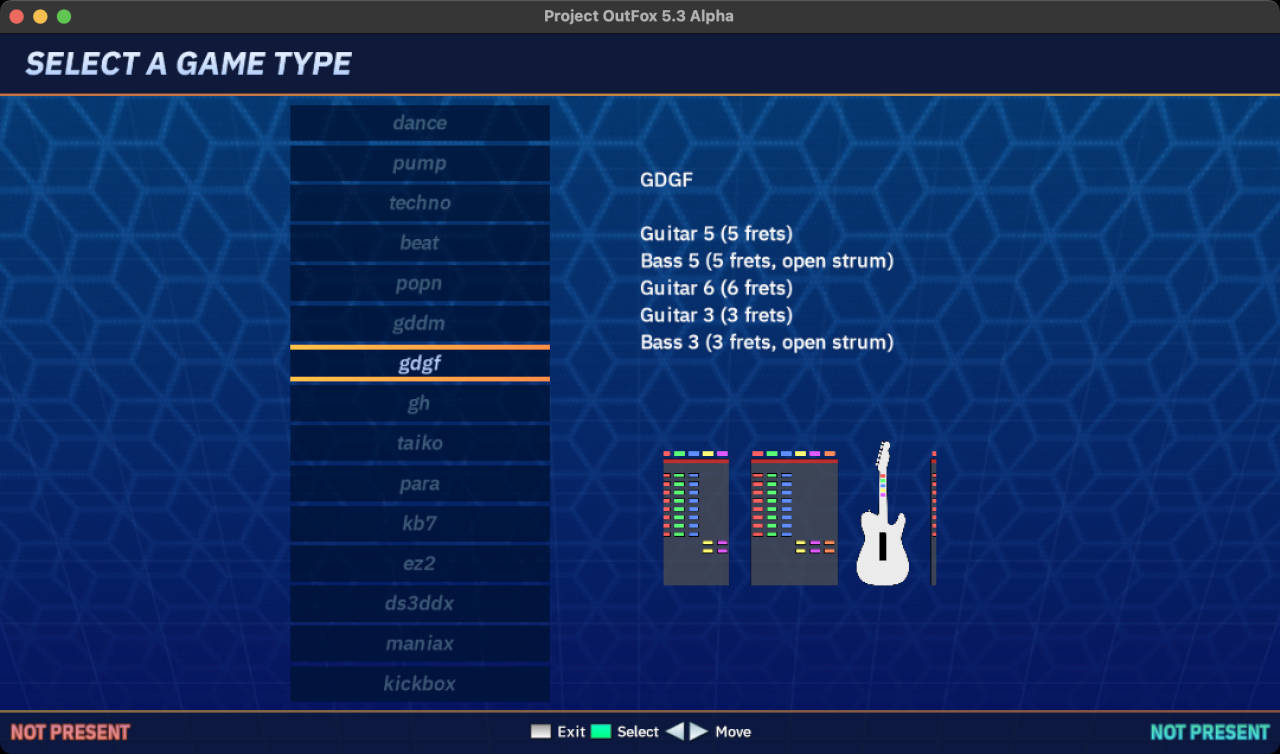 Project OutFox 5.3 Alpha
SELECT A GAME TYPE
dance
pump
techno
beat
popn
gddm
gdgf
gh
taiko
para
kb7
ez2
ds3ddx
maniax
kickbox
GDGF
Guitar 5 (5 frets)
Bass 5 (5 frets, open strum)
Guitar 6 (6 frets)
Guitar 3 (3 frets)
Bass 3 (3 frets, open strum)
NOT PRESENT
Exit Select Move
NOT PRESENT